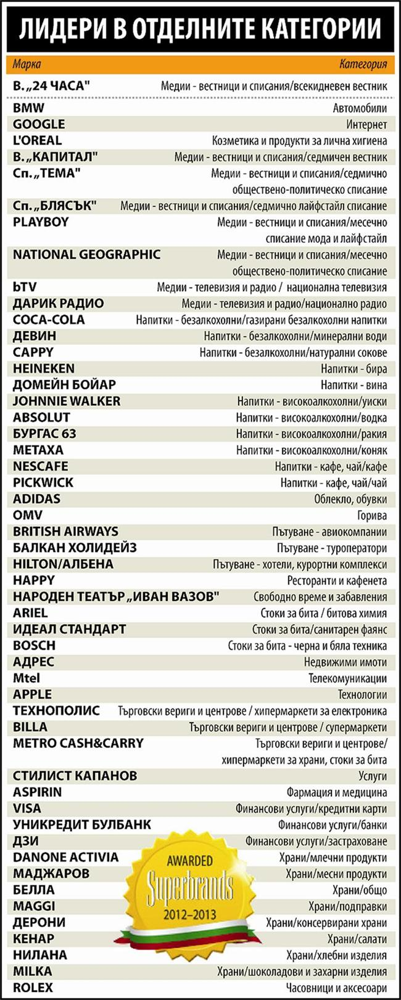 ЛИДЕРИ В ОТДЕЛНИТЕ КАТЕГОРИИ
Марка Категория
В. „24 ЧАСА" Медии - вестници и списания/всекидневен вестник
BMW Автомобили
GOOGLE Интернет
L'OREAL Козметика и продукти за лична хигиена
В. „КАПИТАЛ" Медии - вестници и списания/седмичен вестник
Сп. „ТЕМА" Медии - вестници и списания/седмично
обществено-политическо списание
Сп. „БЛЯСЪК" Медии - вестници и списания/седмично лайфстайл списание
PLAYBOY Медии - вестници и списания/месечно
списание мода и лайфстайл
NATIONAL GEOGRAPHIC Медии - вестници и списания/месечно
обществено-политическо списание
bTV Медии - телевизия и радио / национална телевизия
ДАРИК РАДИО Медии - телевизия и радио/национално радио
COCA-COLA Напитки - безалкохолни/газирани безалкохолни напитки
ДЕВИН Напитки - безалкохолни/минерални води
CAPPY Напитки - безалкохолни/натурални сокове
HEINEKEN Напитки - бира
ДОМЕЙН БОЙАР Напитки - вина
JOHNNIE WALKER Напитки - високоалкохолни/уиски
ABSOLUT Напитки - високоалкохолни/водка
БУРГАС 63 Напитки - високоалкохолни/ракия
МЕТАХА Напитки - високоалкохолни/коняк
NESCAFE Напитки - кафе, чай/кафе
PICKWICK Напитки - кафе, чай/чай
ADIDAS Облекло, обувки
OMV Горива
BRITISH AIRWAYS Пътуване - авиокомпании
БАЛКАН ХОЛИДЕЙЗ Пътуване - туроператори
HILTON/АЛБЕНА Пътуване - хотели, курортни комплекси
HAPPY Ресторанти и кафенета
НАРОДЕН ТЕАТЪР „ИВАН ВАЗОВ" Свободно време и забавления
ARIEL Стоки за бита / битова химия
ИДЕАЛ СТАНДАРТ Стоки за бита/санитарен фаянс
BOSCH Стоки за бита - черна и бяла техника
АДРЕС Недвижими имоти
Mtel Телекомуникации
APPLE Технологии
ТЕХНОПОЛИС Търговски вериги и центрове / хипермаркети за електроника
BILLA Търговски вериги и центрове / супермаркети
METRO CASH&CARRY Търговски вериги и центрове/
хипермаркети за храни, стоки за бита
СТИЛИСТ КАПАНОВ Услуги
ASPIRIN Фармация и медицина
VISA Финансови услуги/кредитни карти
УНИКРЕДИТ БУЛБАНК Финансови услуги/банки
ДЗИ Финансови услуги/застраховане
DANONE ACTIVIA Храни/млечни продукти
МАДЖАРОВ Храни/месни продукти
БЕЛЛА Храни/общо
MAGGI Храни/подправки
ДЕРОНИ Храни/консервирани храни
КЕНАР Храни/салати
НИЛАНА Храни/хлебни изделия
MILKA Храни/шоколадови и захарни изделия
ROLEX Часовници и аксесоари
AWARDED
Superbrands
2012–2013